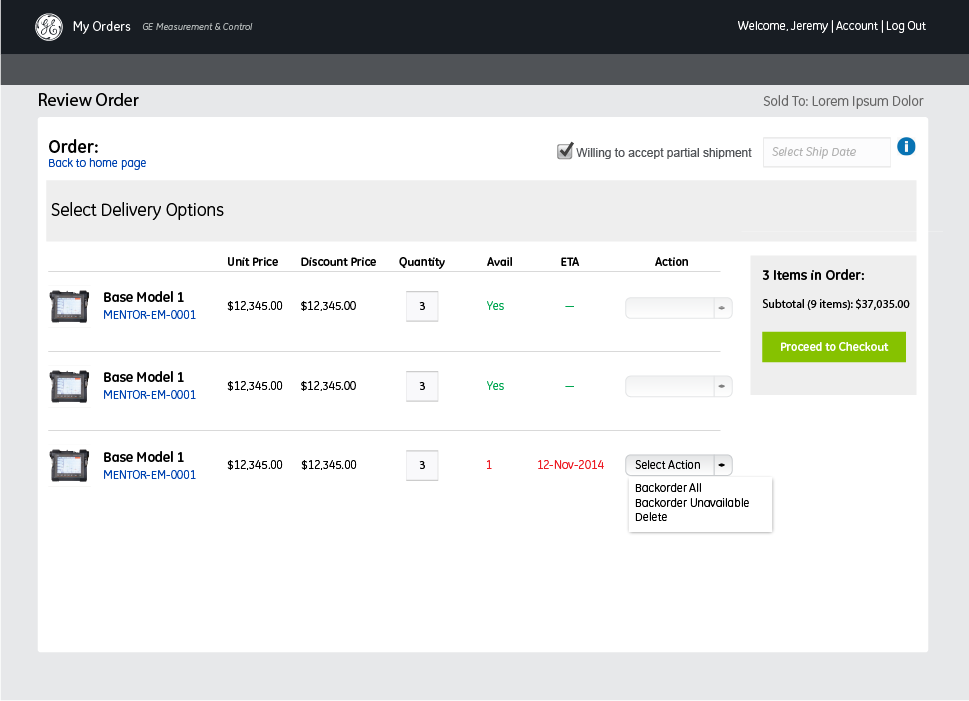 My Orders GE Measurement & Control Welcome, Jeremy | Account | Log Out
Review Order Sold To: Lorem Ipsum Dolor
Order:
Back to home page
Willing to accept partial shipment Select Ship Date
Select Delivery Options
Unit Price Discount Price Quantity Avail ETA Action
Base Model 1
MENTOR-EM-0001
$12,345.00 $12,345.00 3 Yes —
Base Model 1
MENTOR-EM-0001
$12,345.00 $12,345.00 3 Yes —
Base Model 1
MENTOR-EM-0001
$12,345.00 $12,345.00 3 1 12-Nov-2014 Select Action
Backorder All
Backorder Unavailable
Delete
3 Items in Order:
Subtotal (9 items): $37,035.00
Proceed to Checkout